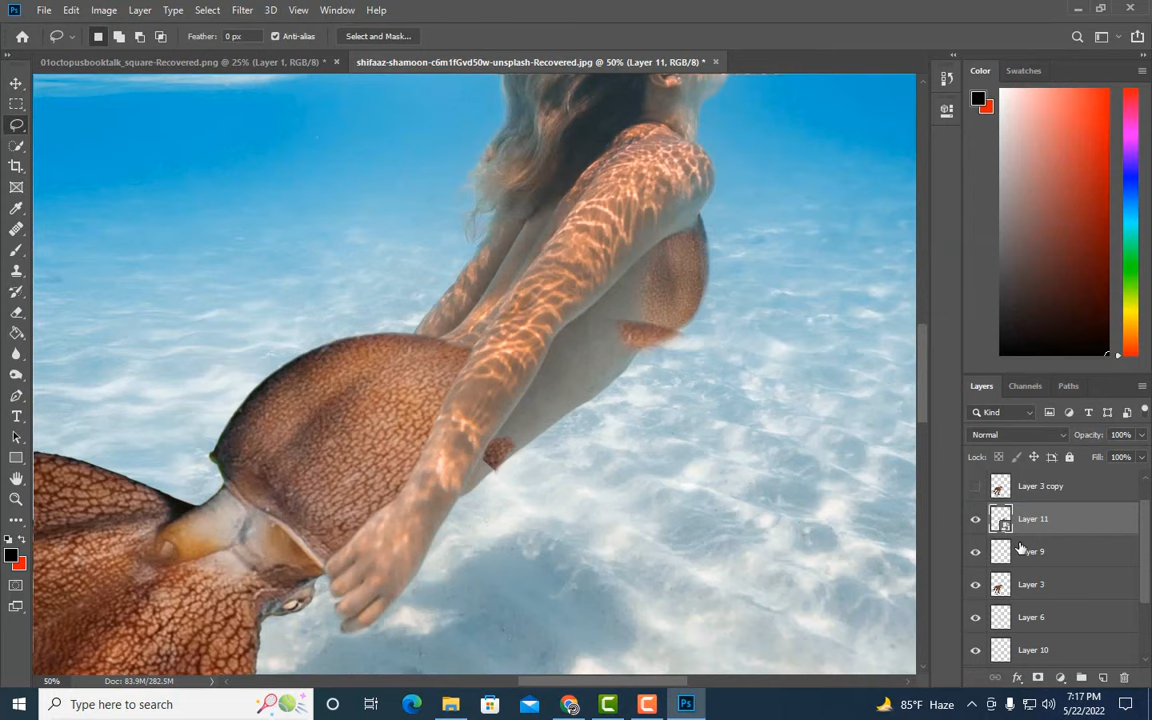 Ps File Edit Image Layer Type Select Filter 3D View Window Help
Feather: 0 px Anti-alias Select and Mask...
01octopusbooktalk_square-Recovered.png @ 25% (Layer 1, RGB/8) * × shifaaz-shamoon-c6m1fGvd50w-unsplash-Recovered.jpg @ 50% (Layer 11, RGB/8) * ×
Color Swatches
Layers Channels Paths
Kind
Normal Opacity: 100%
Lock: Fill: 100%
Layer 3 copy
Layer 11
yer 9
Layer 3
Layer 6
Layer 10
50% Doc: 83.9M/282.5M
Type here to search
85°F Haze
7:17 PM
5/22/2022